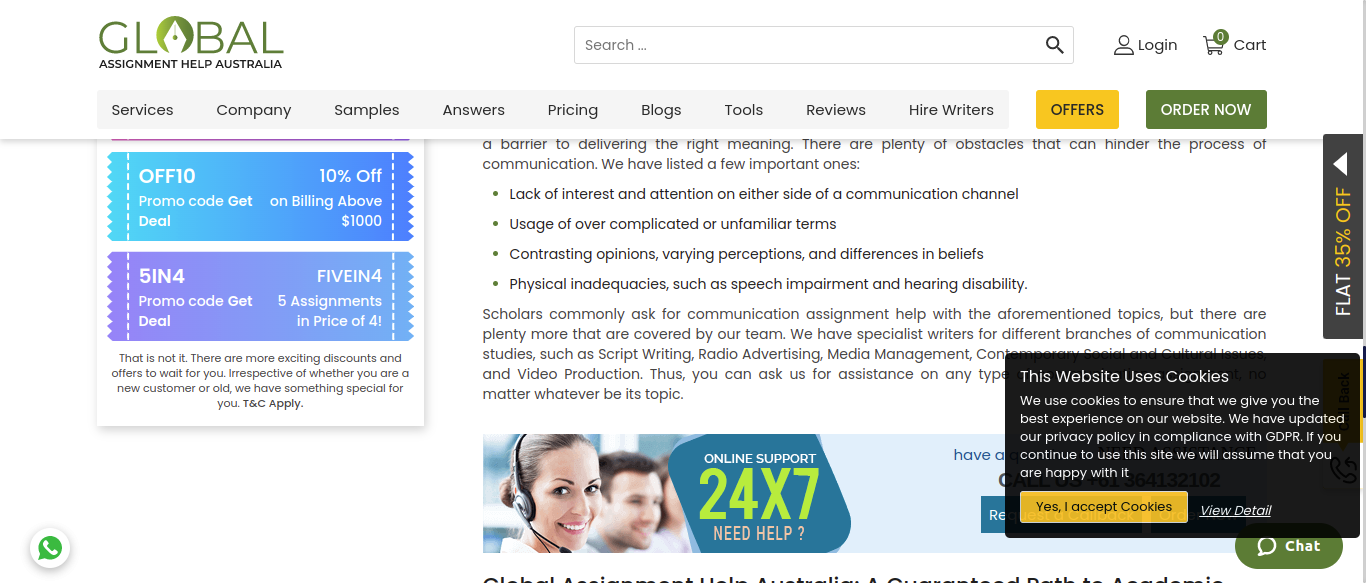 GLOBAL
ASSIGNMENT HELP AUSTRALIA
Search ...
Login
0
Cart
Services
Company
Samples
Answers
Pricing
Blogs
Tools
Reviews
Hire Writers
OFFERS
ORDER NOW
OFF10
10% Off
Promo code Get Deal
on Billing Above $1000
5IN4
FIVEIN4
Promo code Get Deal
5 Assignments in Price of 4!
That is not it. There are more exciting discounts and
offers to wait for you. Irrespective of whether you are a
new customer or old, we have something special for
you. T&C Apply.
a barrier to delivering the right meaning. There are plenty of obstacles that can hinder the process of
communication. We have listed a few important ones:
Lack of interest and attention on either side of a communication channel
Usage of over complicated or unfamiliar terms
Contrasting opinions, varying perceptions, and differences in beliefs
Physical inadequacies, such as speech impairment and hearing disability.
Scholars commonly ask for communication assignment help with the aforementioned topics, but there are
plenty more that are covered by our team. We have specialist writers for different branches of communication
studies, such as Script Writing, Radio Advertising, Media Management, Contemporary Social and Cultural Issues,
and Video Production. Thus, you can ask us for assistance on any type no
matter whatever be its topic.
ONLINE SUPPORT
24X7
NEED HELP ?
have a
CALL US +61 364132102
Request a Callback
Order
Global Assignment Help Australia: A Guaranteed Path to Academic
FLAT 35% OFF
Call Back
This Website Uses Cookies
We use cookies to ensure that we give you the
best experience on our website. We have updated
our privacy policy in compliance with GDPR. If you
continue to use this site we will assume that you
are happy with it
Yes, I accept Cookies
View Detail
Chat